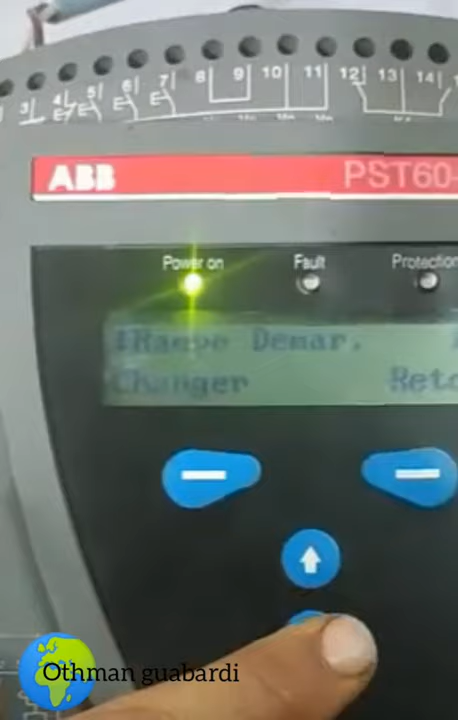 3 4 5 6 7 8 9 10 11 12 13 14
ABB PST60-
Power on Fault Protection
Rampe Demar.
Changer Reto
Othman guabardi